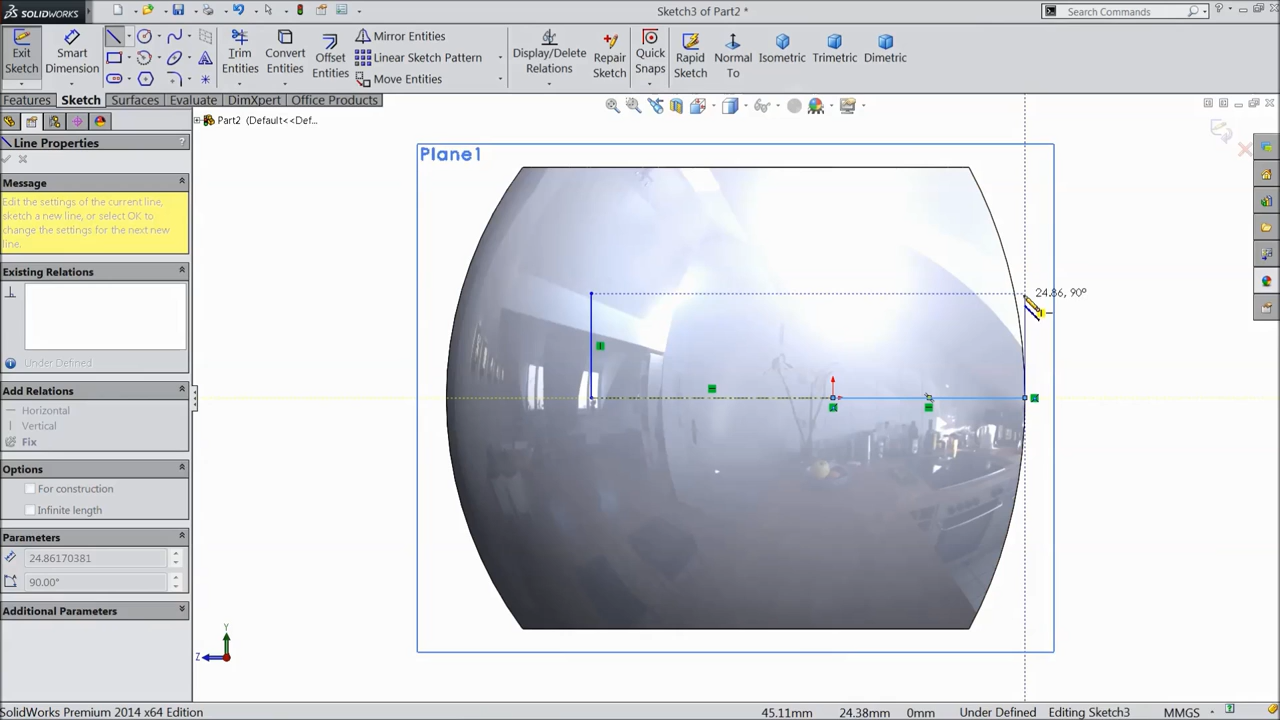 SOLIDWORKS
Sketch3 of Part2 *
Search Commands
Exit Sketch
Smart Dimension
Trim Entities
Convert Entities
Offset Entities
Mirror Entities
Linear Sketch Pattern
Move Entities
Display/Delete Relations
Repair Sketch
Quick Snaps
Rapid Sketch
Normal To
Isometric
Trimetric
Dimetric
Features
Sketch
Surfaces
Evaluate
DimXpert
Office Products
Part2 (Default<<Def...
Line Properties
?
Message
Edit the settings of the current line,
sketch a new line, or select OK to
change the settings for the next new
line.
Existing Relations
Under Defined
Add Relations
Horizontal
Vertical
Fix
Options
For construction
Infinite length
Parameters
24.86170381
90.00°
Additional Parameters
Plane1
24.86, 90°
Y
Z
SolidWorks Premium 2014 x64 Edition
45.11mm
24.38mm
0mm
Under Defined
Editing Sketch3
MMGS